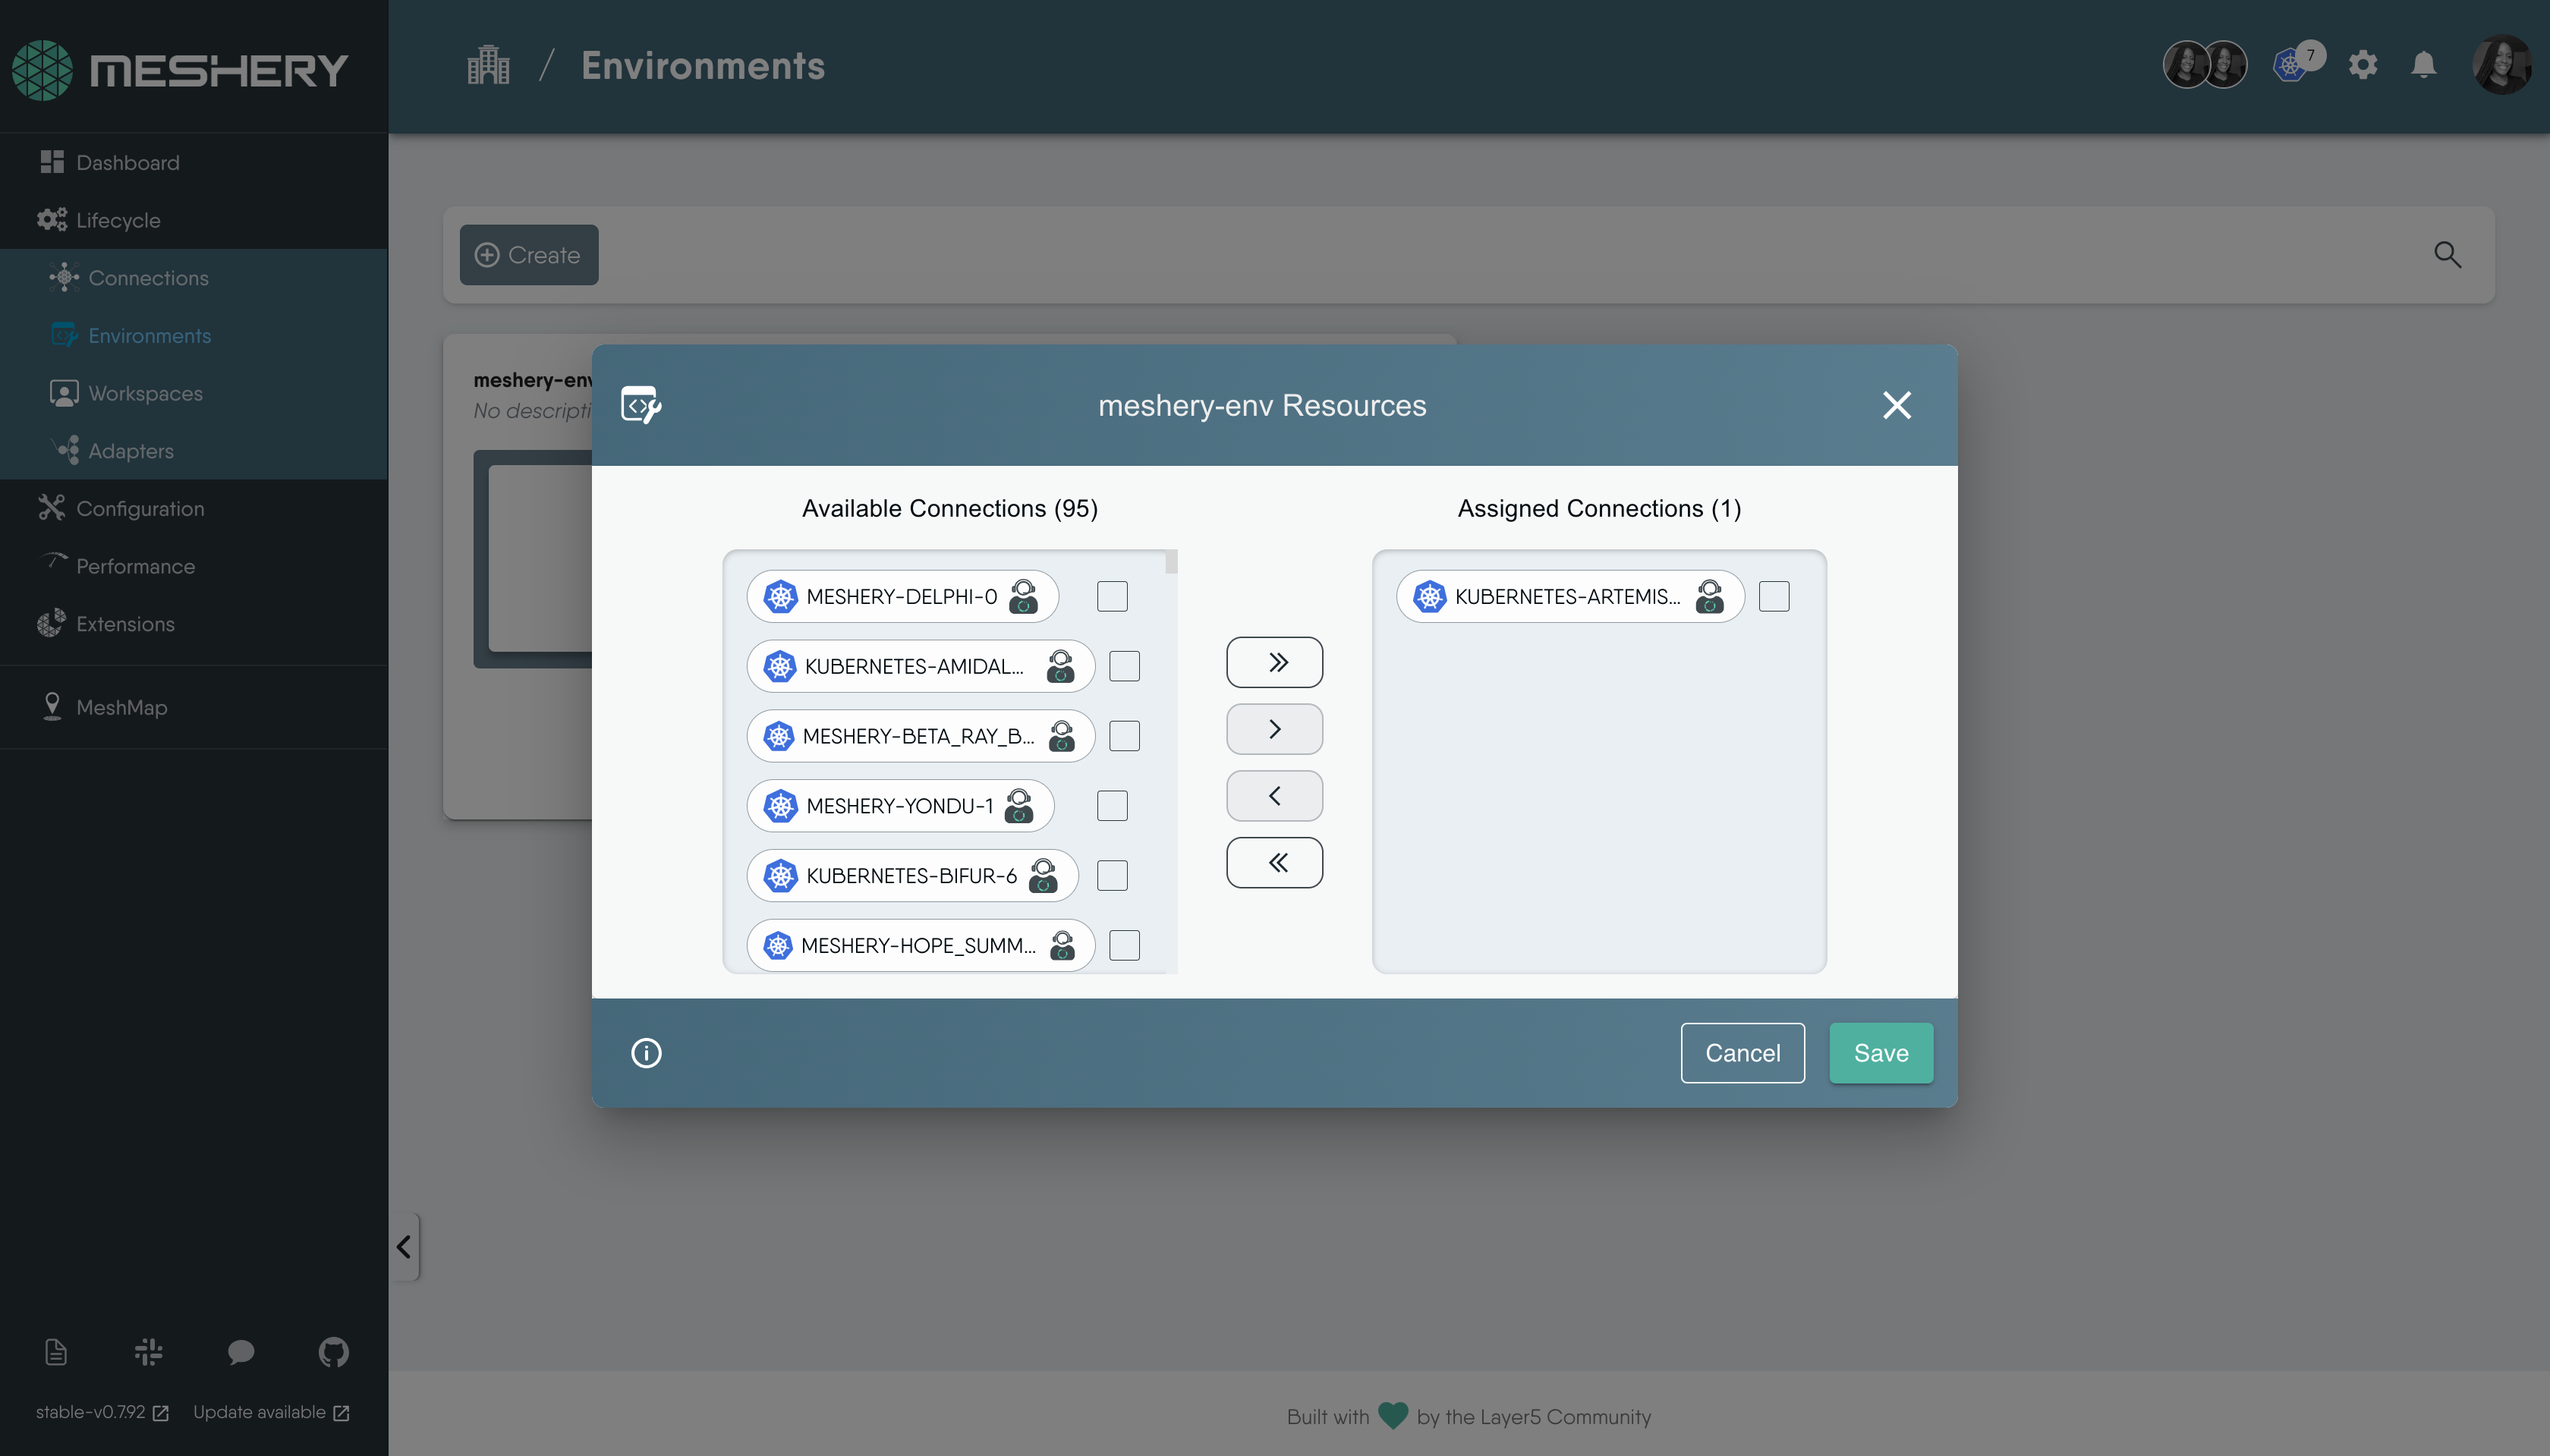 MESHERY
Environments
7
Dashboard
Lifecycle
Connections
Environments
Workspaces
Adapters
Configuration
Performance
Extensions
MeshMap
Create
meshery-env
No descripti
meshery-env Resources
Available Connections (95)
MESHERY-DELPHI-0
KUBERNETES-AMIDAL...
MESHERY-BETA_RAY_B...
MESHERY-YONDU-1
KUBERNETES-BIFUR-6
MESHERY-HOPE_SUMM...
Assigned Connections (1)
KUBERNETES-ARTEMIS...
Cancel
Save
stable-v0.7.92
Update available
Built with by the Layer5 Community